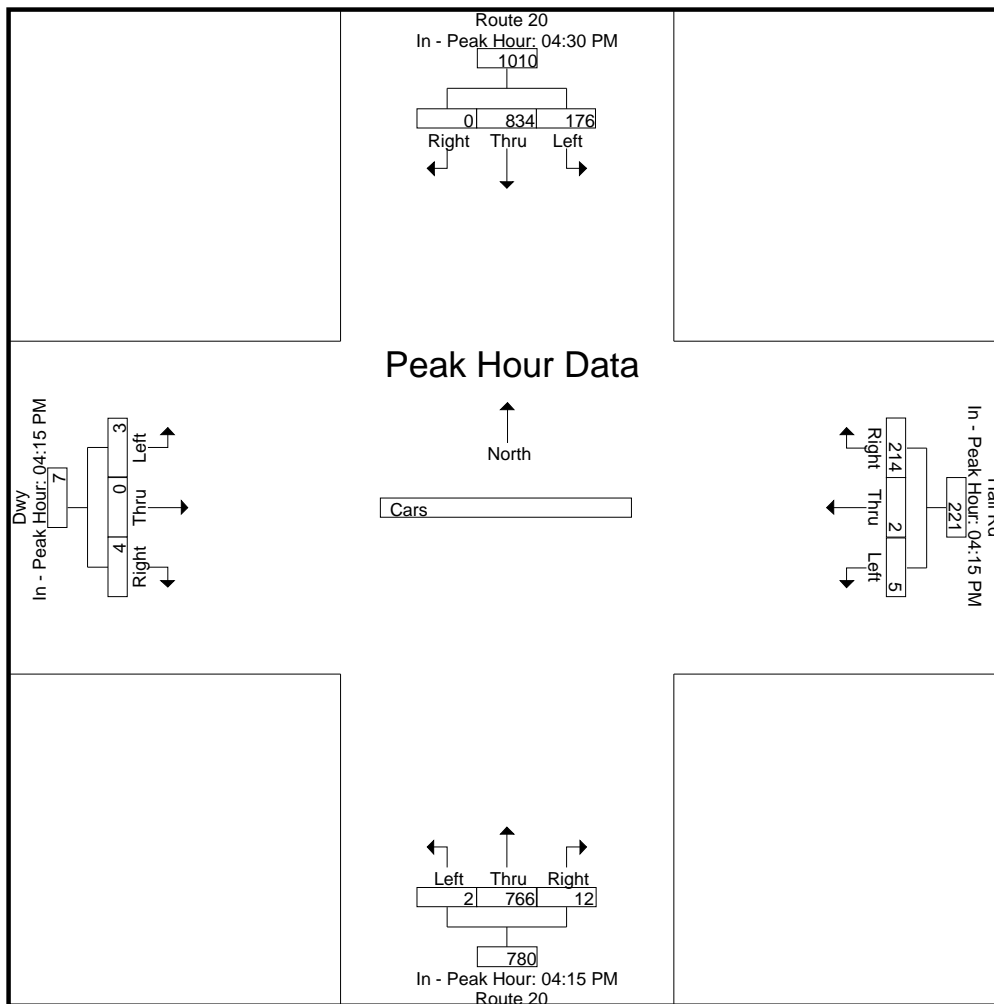 Route 20
In - Peak Hour: 04:30 PM
1010
0 834 176
Right Thru Left
Peak Hour Data
North
Cars
Dwy
In - Peak Hour: 04:15 PM
7
3 0 4
Left Thru Right
Rd
In - Peak Hour: 04:15 PM
221
214 2 5
Right Thru Left
Left Thru Right
2 766 12
780
In - Peak Hour: 04:15 PM
Route 20